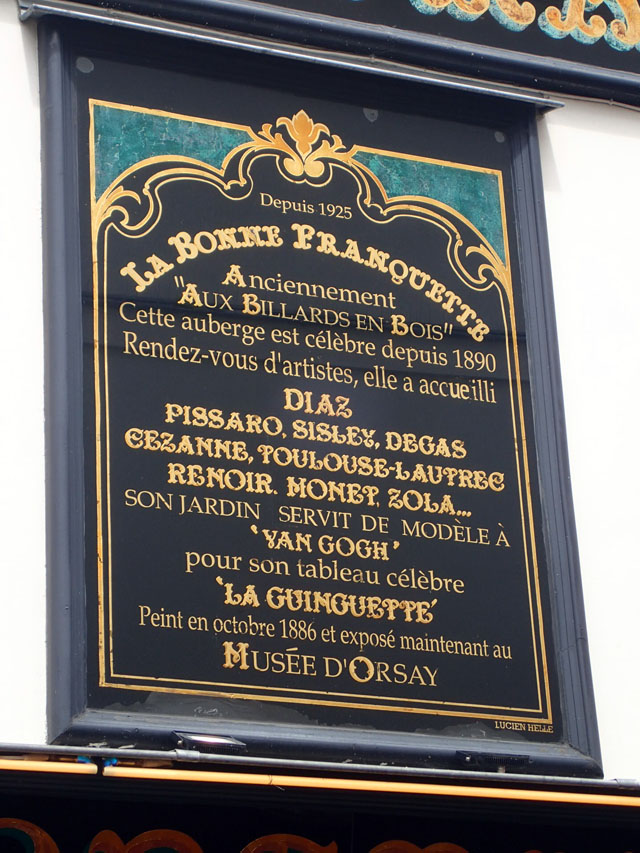 Depuis 1925
LA BONNE FRANQUETTE
Anciennement
"AUX BILLARDS EN BOIS"
Cette auberge est célèbre depuis 1890
Rendez-vous d'artistes, elle a accueilli
DIAZ
PISSARO, SISLEY, DEGAS
CEZANNE, TOULOUSE-LAUTREC
RENOIR. MONET, ZOLA...
SON JARDIN SERVIT DE MODÈLE À
'VAN GOGH'
pour son tableau célèbre
'LA GUINGUETTE'
Peint en octobre 1886 et exposé maintenant au
MUSÉE D'ORSAY
LUCIEN HELLE